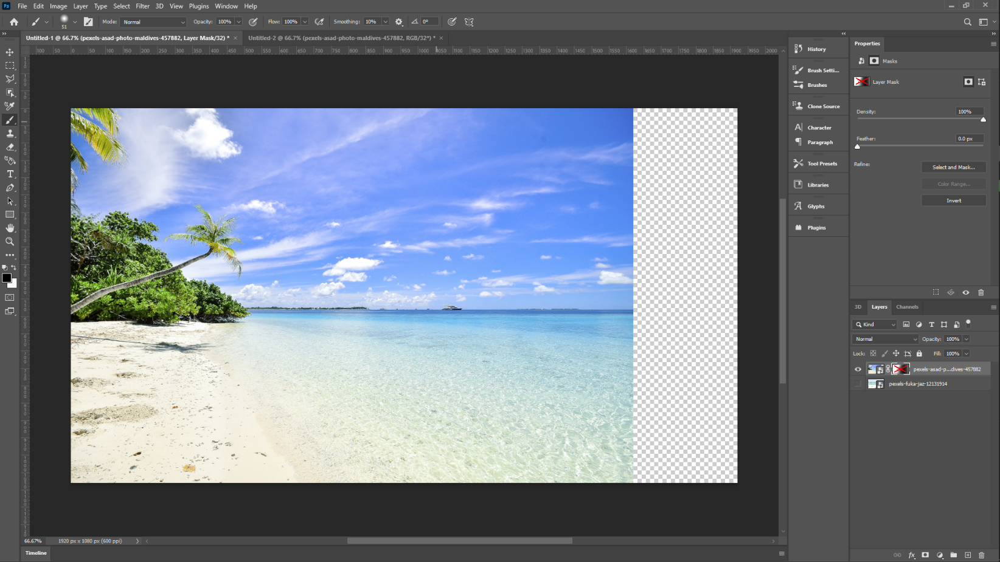 Ps File Edit Image Layer Type Select Filter 3D View Plugins Window Help
51 Mode: Normal Opacity: 100% Flow: 100% Smoothing: 10% 0°
Untitled-1 @ 66.7% (pexels-asad-photo-maldives-457882, Layer Mask/32) * × Untitled-2 @ 66.7% (pexels-asad-photo-maldives-457882, RGB/32*) * ×
100 50 0 50 100 150 200 250 300 350 400 450 500 550 600 650 700 750 800 850 900 950 1000 1050 1100 1150 1200 1250 1300 1350 1400 1450 1500 1550 1600 1650 1700 1750 1800 1850 1900 1950 2000
History
Brush Setti...
Brushes
Clone Source
Character
Paragraph
Tool Presets
Libraries
Glyphs
Plugins
Properties
Masks
Layer Mask
Density: 100%
Feather: 0.0 px
Refine: Select and Mask...
Color Range...
Invert
3D Layers Channels
Kind
Normal Opacity: 100%
Lock: Fill: 100%
pexels-asad-p...dives-457882
pexels-fuka-jaz-12131914
fx
66.67% 1920 px x 1080 px (600 ppi)
Timeline